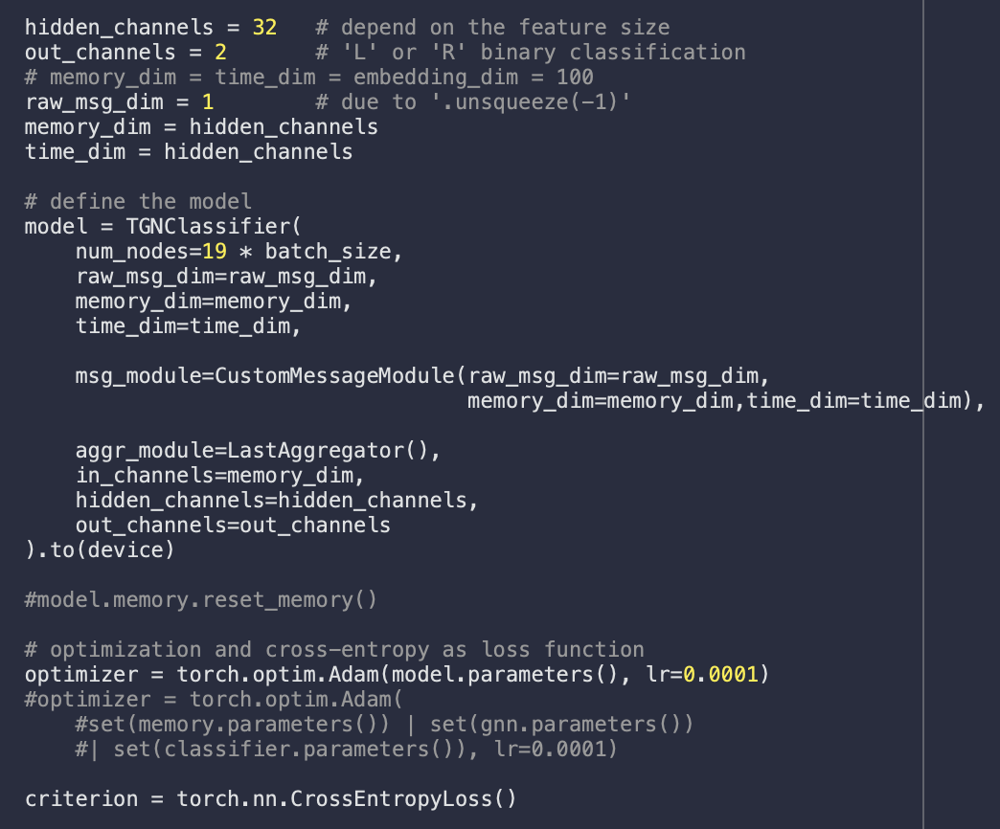 hidden_channels = 32   # depend on the feature size
out_channels = 2       # 'L' or 'R' binary classification
# memory_dim = time_dim = embedding_dim = 100
raw_msg_dim = 1        # due to '.unsqueeze(-1)'
memory_dim = hidden_channels
time_dim = hidden_channels

# define the model
model = TGNClassifier(
    num_nodes=19 * batch_size,
    raw_msg_dim=raw_msg_dim,
    memory_dim=memory_dim,
    time_dim=time_dim,

    msg_module=CustomMessageModule(raw_msg_dim=raw_msg_dim,
                                   memory_dim=memory_dim,time_dim=time_dim),

    aggr_module=LastAggregator(),
    in_channels=memory_dim,
    hidden_channels=hidden_channels,
    out_channels=out_channels
).to(device)

#model.memory.reset_memory()

# optimization and cross-entropy as loss function
optimizer = torch.optim.Adam(model.parameters(), lr=0.0001)
#optimizer = torch.optim.Adam(
    #set(memory.parameters()) | set(gnn.parameters())
    #| set(classifier.parameters()), lr=0.0001)

criterion = torch.nn.CrossEntropyLoss()